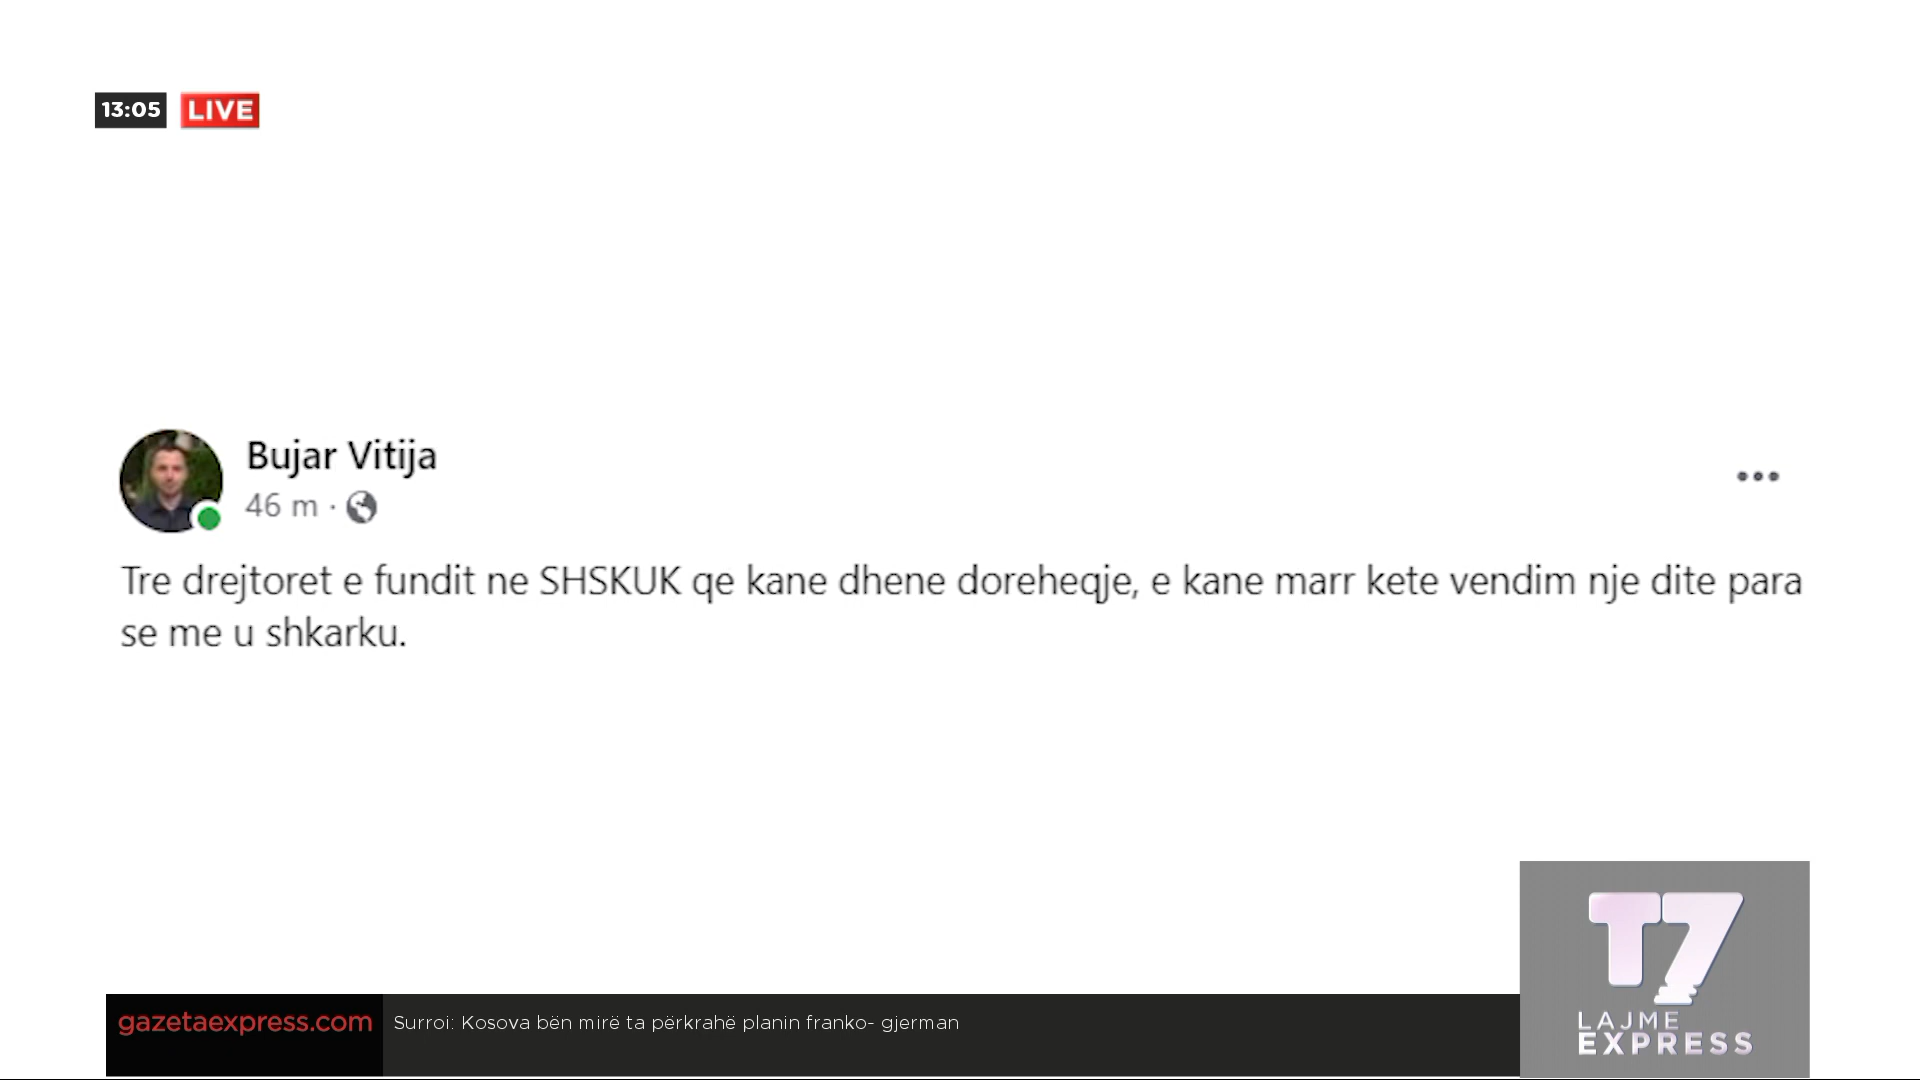 13:05 LIVE
Bujar Vitija
46 m ·
Tre drejtoret e fundit ne SHSKUK qe kane dhene doreheqje, e kane marr kete vendim nje dite para
se me u shkarku.
T7
LAJME
EXPRESS
gazetaexpress.com Surroi: Kosova bën mirë ta përkrahë planin franko- gjerman